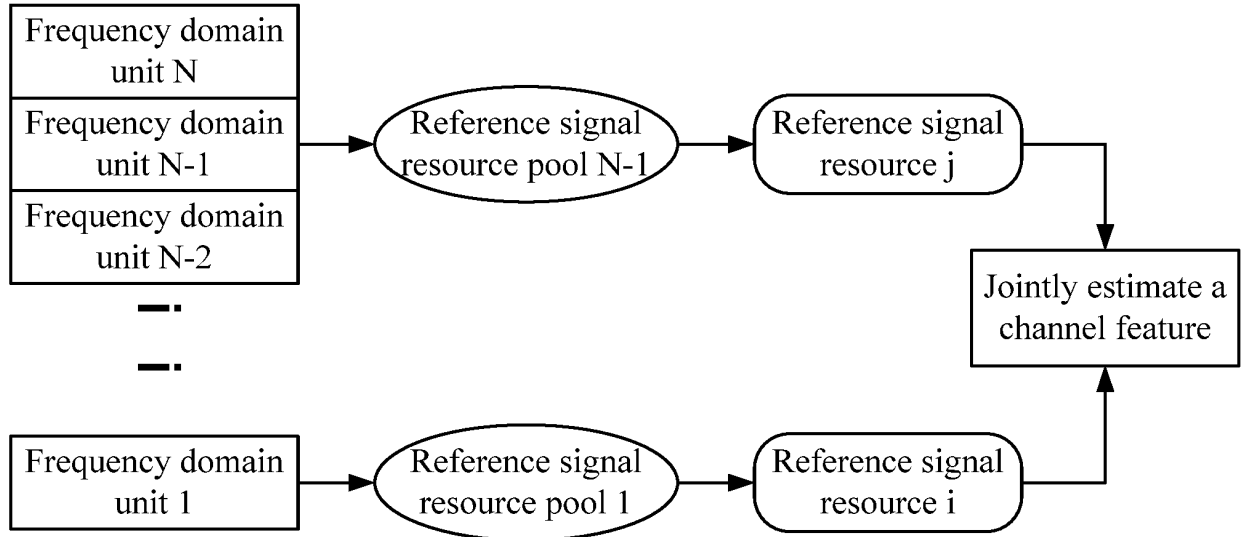 Frequency domain
unit N
Frequency domain
unit N-1
Frequency domain
unit N-2
Reference signal
resource pool N-1
Reference signal
resource j
Jointly estimate a
channel feature
Frequency domain
unit 1
Reference signal
resource pool 1
Reference signal
resource i